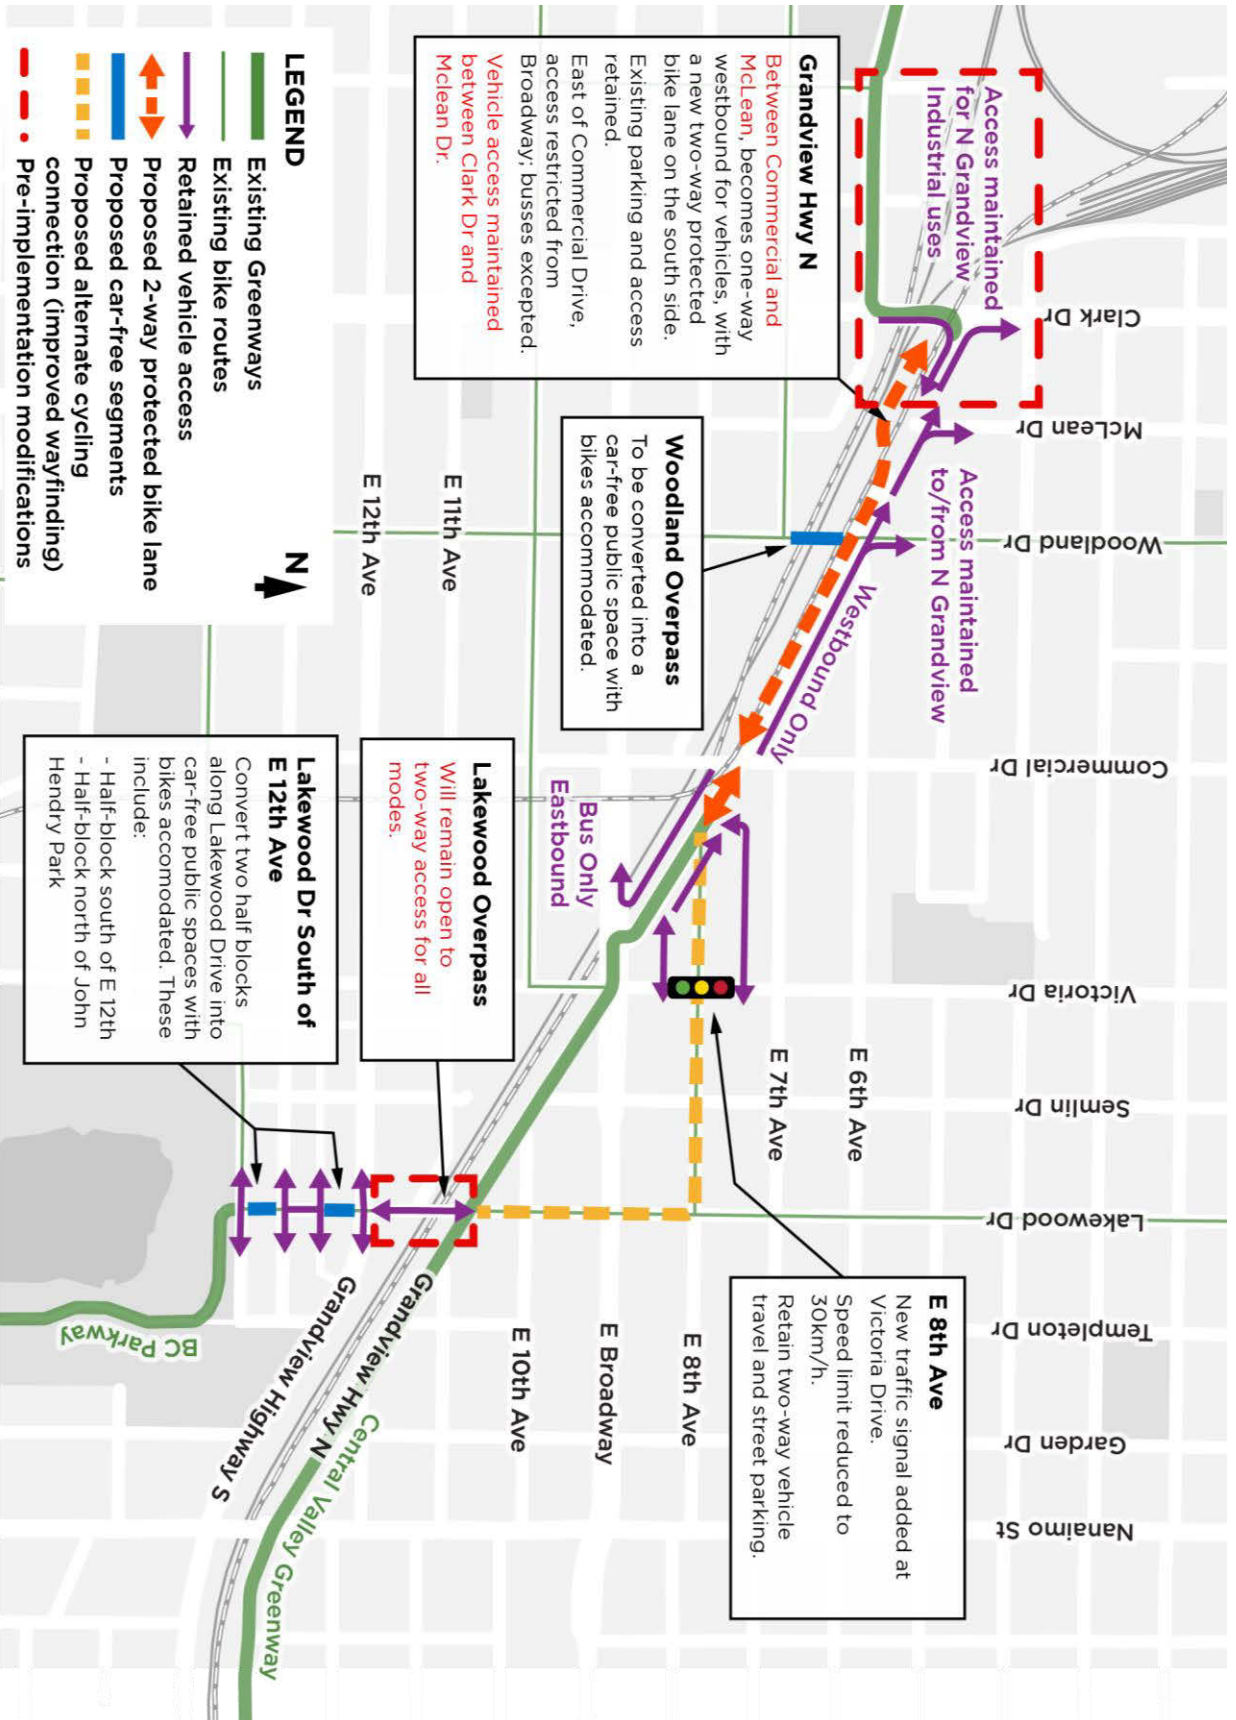 Access maintained
for N Grandview
Industrial uses
Clark Dr
McLean Dr
Woodland Dr
Commercial Dr
Victoria Dr
Semlin Dr
Lakewood Dr
Templeton Dr
Garden Dr
Nanaimo St
Access maintained
to/from N Grandview
Westbound Only
Grandview Hwy N
Between Commercial and
McLean, becomes one-way
westbound for vehicles, with
a new two-way protected
bike lane on the south side.
Existing parking and access
retained.
East of Commercial Drive,
access restricted from
Broadway; busses excepted.
Vehicle access maintained
between Clark Dr and
Mclean Dr.
Woodland Overpass
To be converted into a
car-free public space with
bikes accommodated.
Bus Only
Eastbound
E 6th Ave
E 7th Ave
E 8th Ave
New traffic signal added at
Victoria Drive.
Speed limit reduced to
30km/h.
Retain two-way vehicle
travel and street parking.
E 8th Ave
E Broadway
E 10th Ave
E 11th Ave
E 12th Ave
Lakewood Overpass
Will remain open to
two-way access for all
modes.
Lakewood Dr South of
E 12th Ave
Convert two half blocks
along Lakewood Drive into
car-free public spaces with
bikes accomodated. These
include:
- Half-block south of E 12th
- Half-block north of John
Hendry Park
Grandview Hwy N
Grandview Highway S
Central Valley Greenway
BC Parkway
LEGEND
N
Existing Greenways
Existing bike routes
Retained vehicle access
Proposed 2-way protected bike lane
Proposed car-free segments
Proposed alternate cycling
connection (improved wayfinding)
Pre-implementation modifications